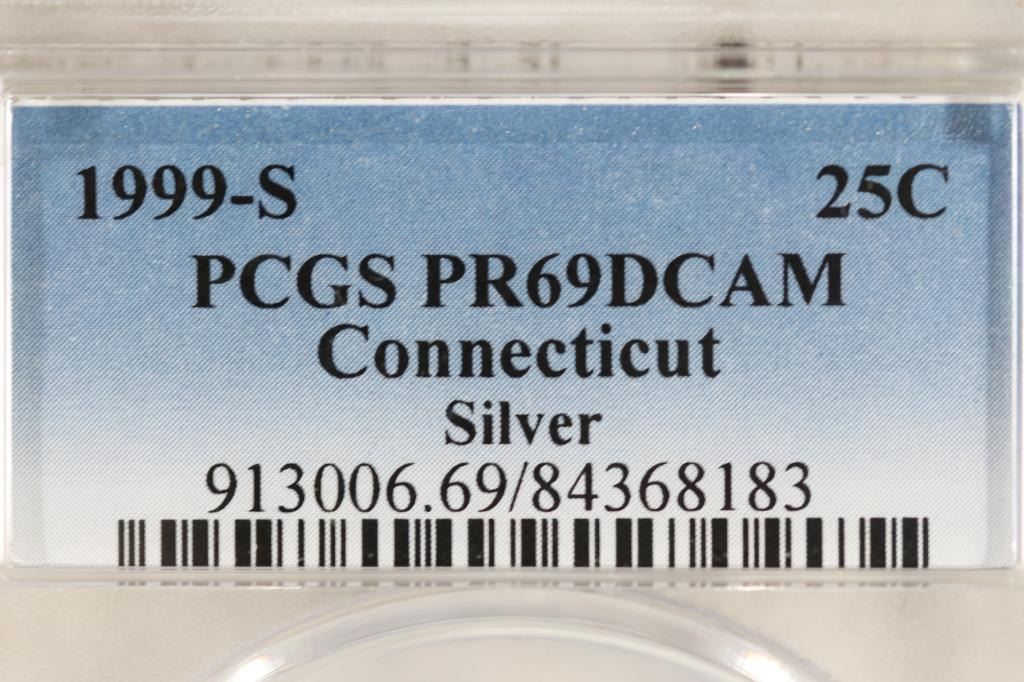 1999-S 25C
PCGS PR69DCAM
Connecticut
Silver
913006.69/84368183